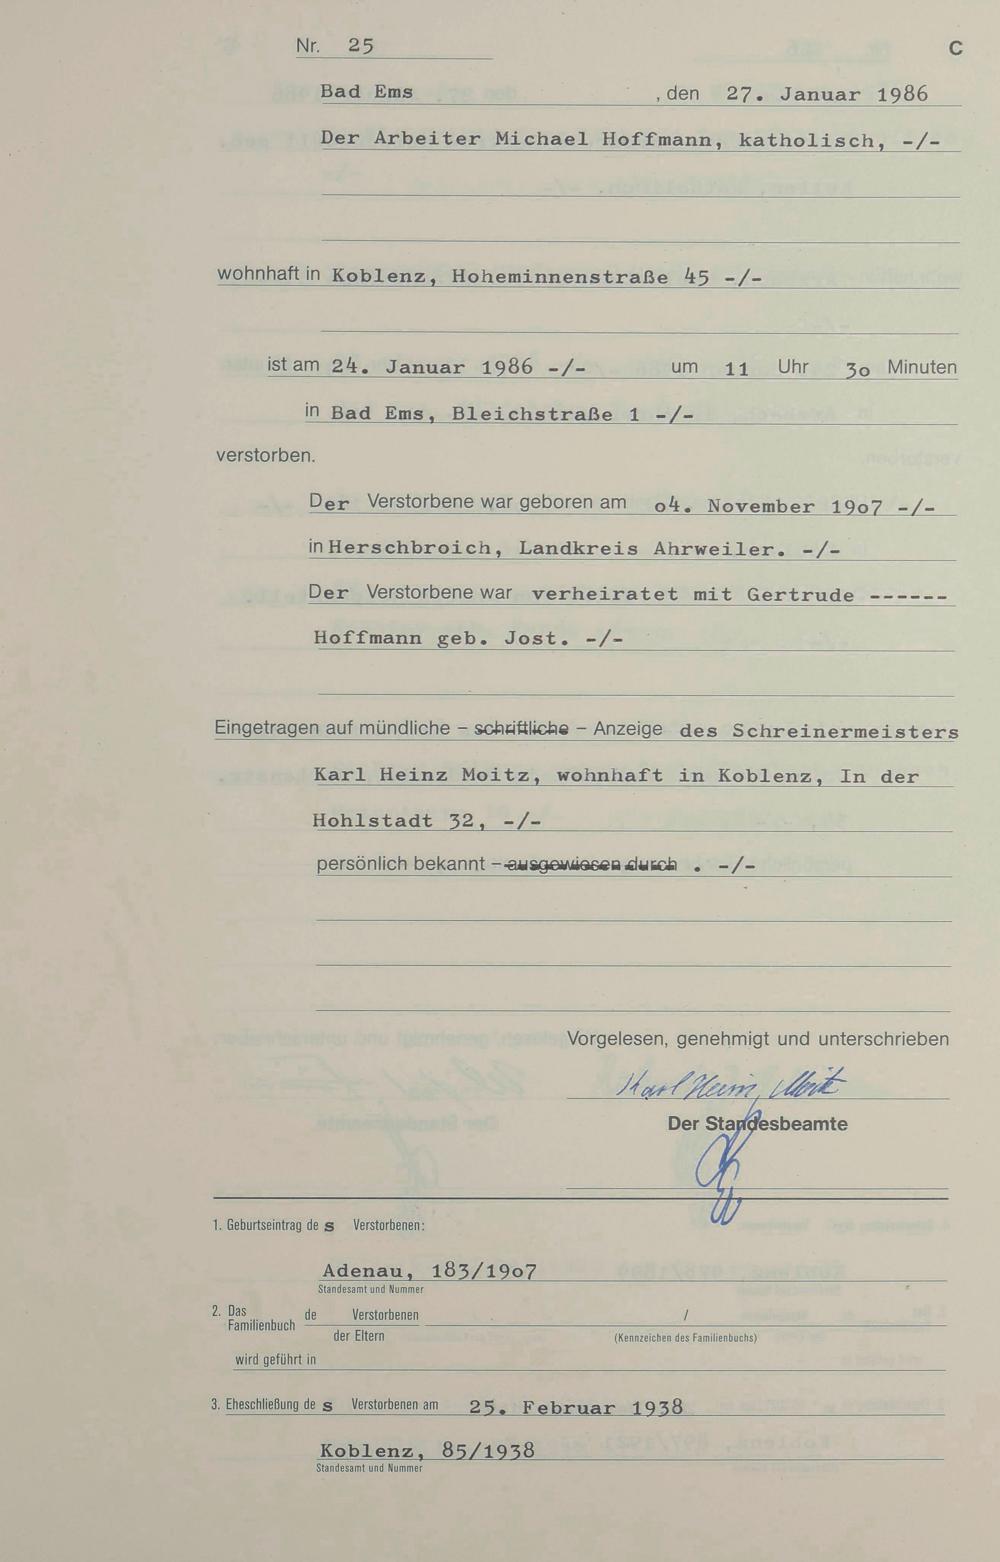 Nr. 25
C
Bad Ems , den 27. Januar 1986
Der Arbeiter Michael Hoffmann, katholisch, -/-
wohnhaft in Koblenz, Hoheminnenstraße 45 -/-
ist am 24. Januar 1986 -/- um 11 Uhr 3o Minuten
in Bad Ems, Bleichstraße 1 -/-
verstorben.
Der Verstorbene war geboren am o4. November 19o7 -/-
in Herschbroich, Landkreis Ahrweiler. -/-
Der Verstorbene war verheiratet mit Gertrude ------
Hoffmann geb. Jost. -/-
Eingetragen auf mündliche – schriftliche – Anzeige des Schreinermeisters
Karl Heinz Moitz, wohnhaft in Koblenz, In der
Hohlstadt 32, -/-
persönlich bekannt – ausgewiesen durch . -/-
Vorgelesen, genehmigt und unterschrieben
Karl Heinz Moitz
Der Standesbeamte
1. Geburtseintrag de s Verstorbenen:
Adenau, 183/19o7
Standesamt und Nummer
2. Das Familienbuch de Verstorbenen /
der Eltern (Kennzeichen des Familienbuchs)
wird geführt in
3. Eheschließung de s Verstorbenen am 25. Februar 1938
Koblenz, 85/1938
Standesamt und Nummer